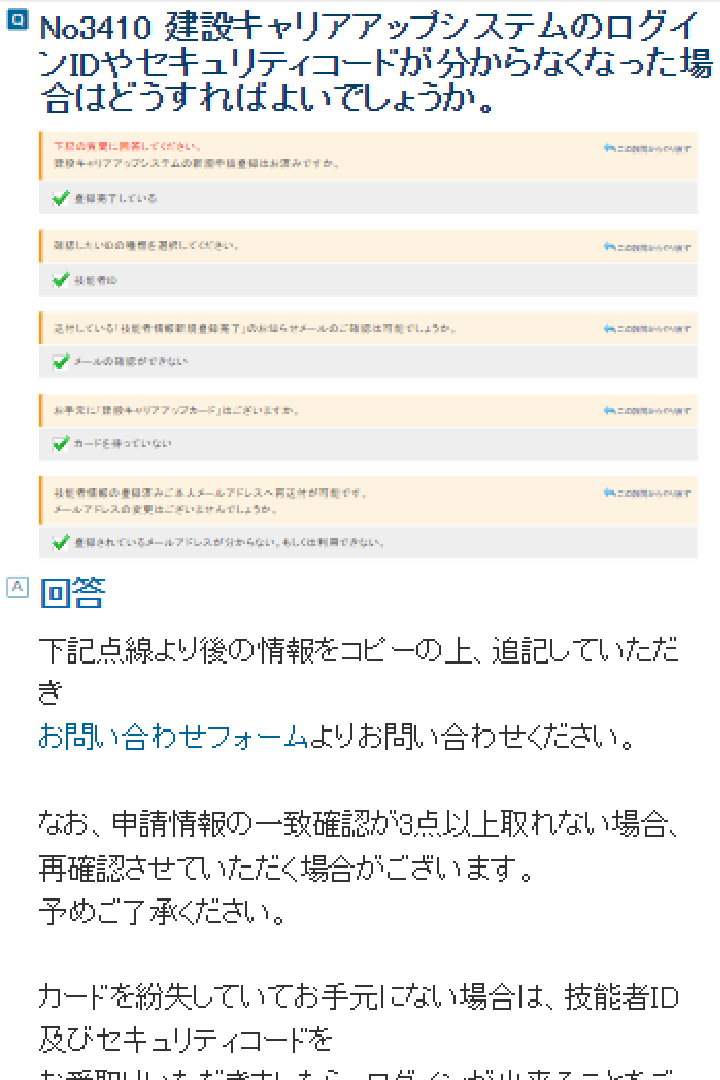 Q No3410 建設キャリアアップシステムのログイ
ンIDやセキュリティコードが分からなくなった場
合はどうすればよいでしょうか。
下記の質問に回答してください。
建設キャリアアップシステムの新規申請登録はお済みですか。
この質問からやり直す
登録完了している
確認したいIDの種類を選択してください。
この質問からやり直す
技能者ID
送付している「技能者情報新規登録完了」のお知らせメールのご確認は可能でしょうか。
この質問からやり直す
メールの確認ができない
お手元に「建設キャリアアップカード」はございますか。
この質問からやり直す
カードを持っていない
技能者情報の登録済みご本人メールアドレスへ再送付が可能です。
メールアドレスの変更はございませんでしょうか。
この質問からやり直す
登録されているメールアドレスが分からない、もしくは利用できない。
A 回答
下記点線より後の情報をコピーの上、追記していただ
き
お問い合わせフォームよりお問い合わせください。
なお、申請情報の一致確認が3点以上取れない場合、
再確認させていただく場合がございます。
予めご了承ください。
カードを紛失していてお手元にない場合は、技能者ID
及びセキュリティコードを